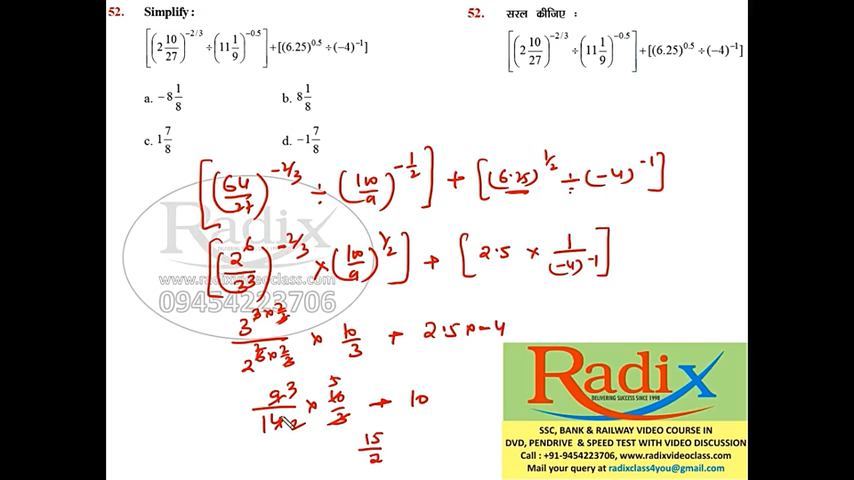 52. Simplify:
[(2 10/27)^-2/3 ÷ (11 1/9)^-0.5] + [(6.25)^0.5 ÷ (-4)^-1]
a. -8 1/8 b. 8 1/8
c. 1 7/8 d. -1 7/8
52. सरल कीजिए :
[(2 10/27)^-2/3 ÷ (11 1/9)^-0.5] + [(6.25)^0.5 ÷ (-4)^-1]
[(64/27)^-2/3 ÷ (100/9)^-1/2] + [(6.25)^1/2 ÷ (-4)^-1]
[(2^6/3^3)^-2/3 × (100/9)^1/2] + [2.5 × 1/(-4)^-1]
× 10/3 + 2.5 × -4
+ 10
15/2
Radix
www.radixvideoclass.com
09454223706
Radix
DELIVERING SUCCESS SINCE 1998
SSC, BANK & RAILWAY VIDEO COURSE IN
DVD, PENDRIVE & SPEED TEST WITH VIDEO DISCUSSION
Call : +91-9454223706, www.radixvideoclass.com
Mail your query at radixclass4you@gmail.com